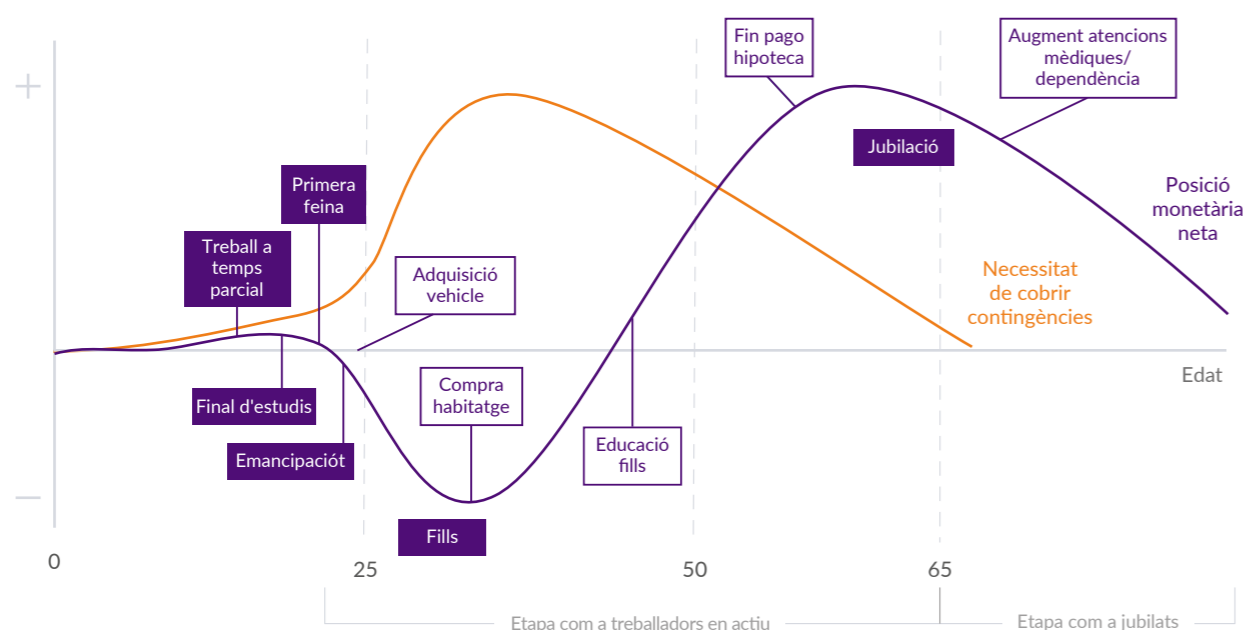 +
Fin pago
hipoteca
Augment atencions
mèdiques/
dependència
Jubilació
Primera
feina
Posició
monetària
neta
Treball a
temps
parcial
Adquisició
vehicle
Necessitat
de cobrir
contingències
Edat
Compra
habitatge
Final d'estudis
Emancipaciót
Educació
fills
−
Fills
0
25
50
65
Etapa com a treballadors en actiu
Etapa com a jubilats